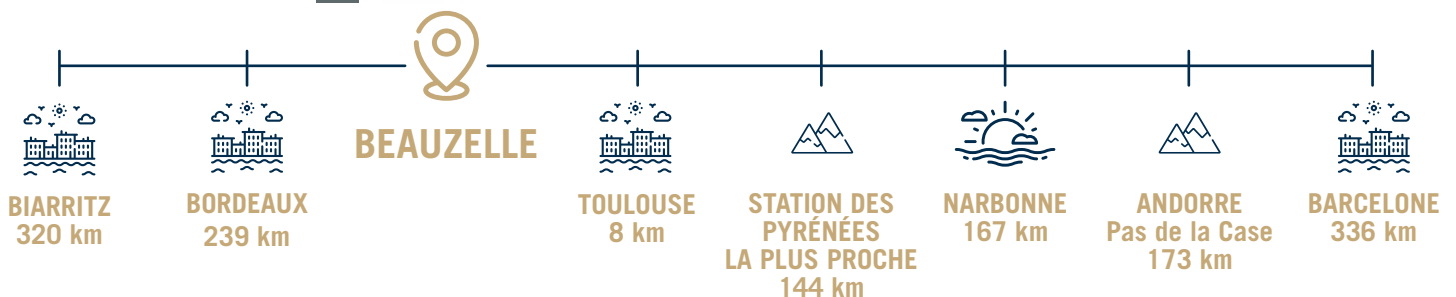 BEAUZELLE
BIARRITZ
320 km
BORDEAUX
239 km
TOULOUSE
8 km
STATION DES
PYRÉNÉES
LA PLUS PROCHE
144 km
NARBONNE
167 km
ANDORRE
Pas de la Case
173 km
BARCELONE
336 km